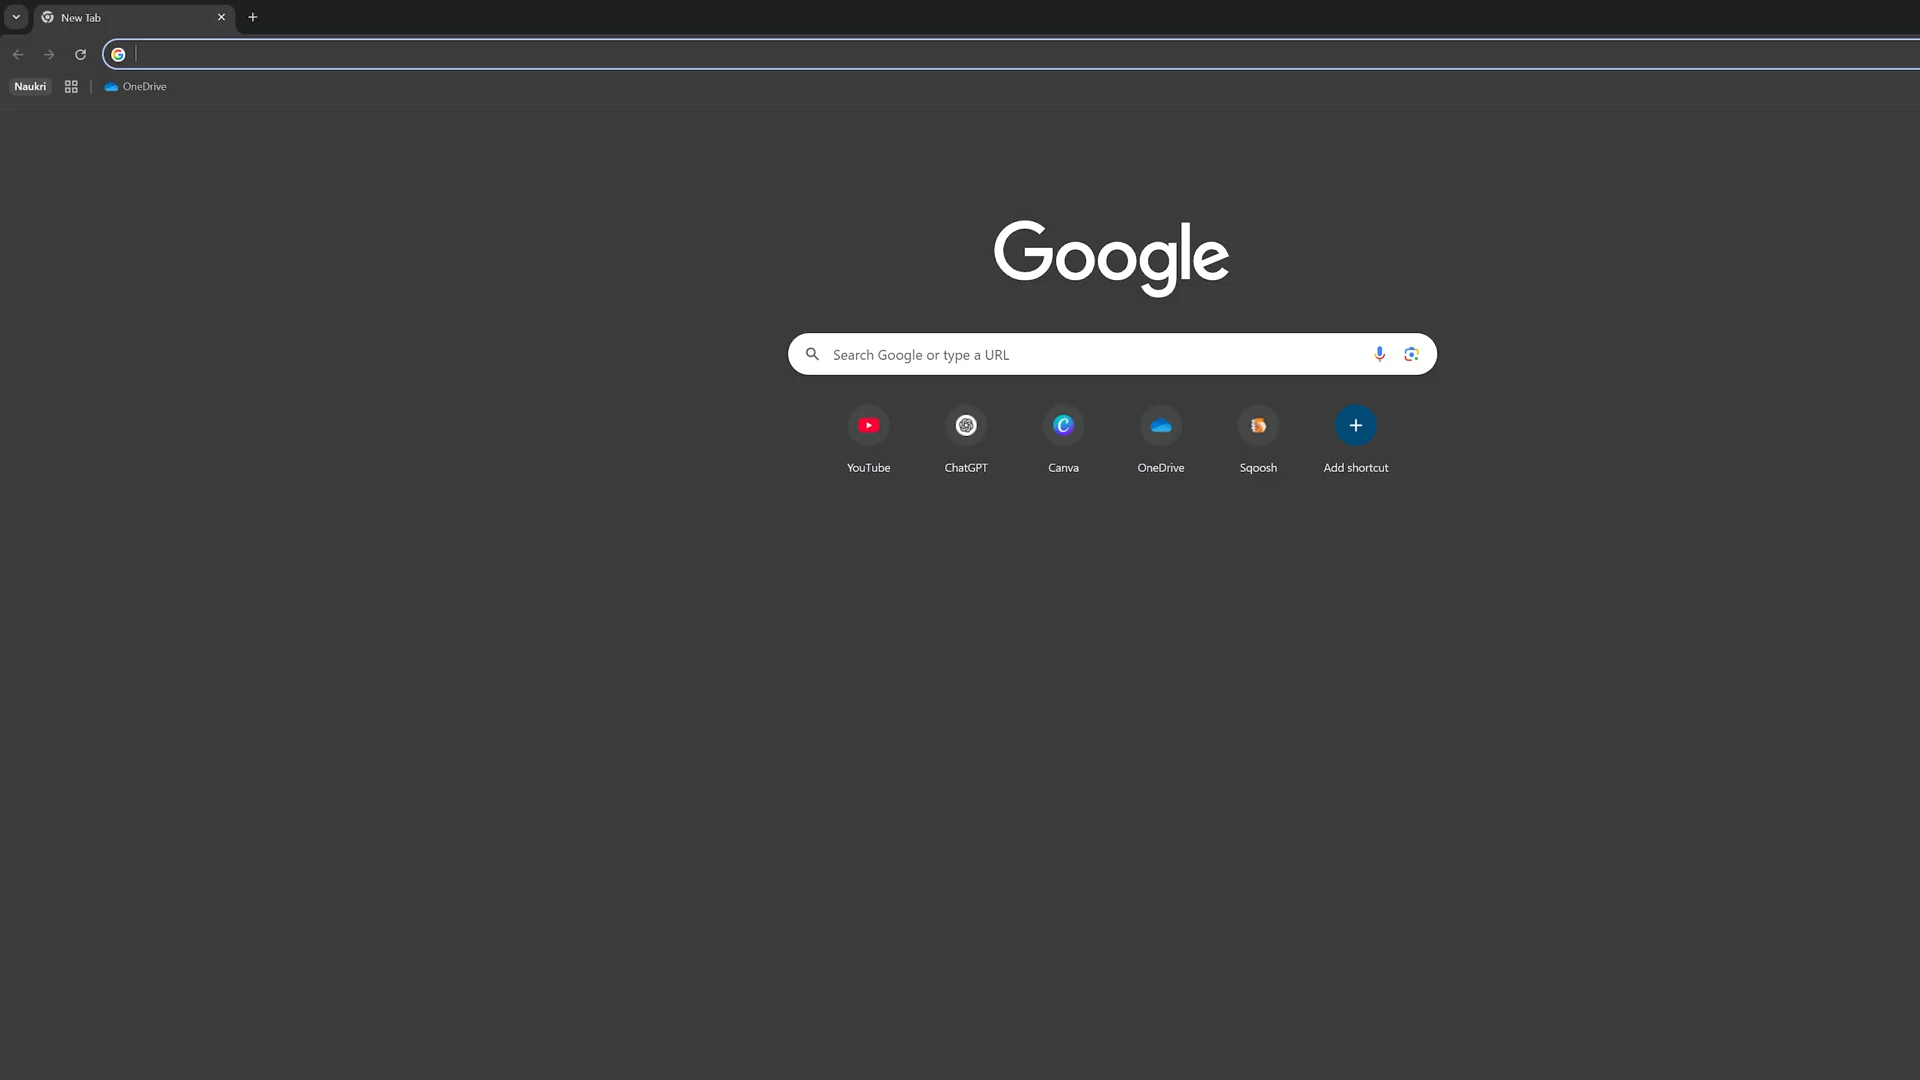 New Tab
Naukri
OneDrive
Google
Search Google or type a URL
YouTube
ChatGPT
Canva
OneDrive
Sqoosh
Add shortcut